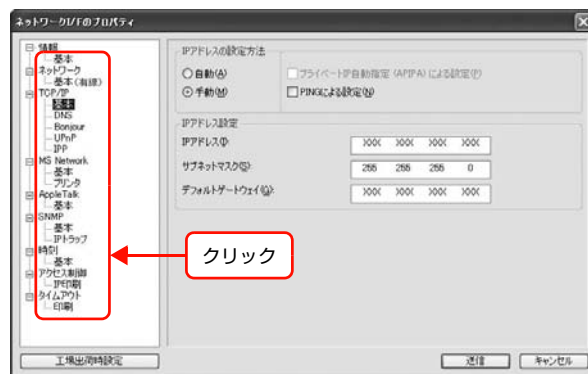 ネットワークI/Fのプロパティ
情報
基本
ネットワーク
基本(有線)
TCP/IP
基本
DNS
Bonjour
UPnP
IPP
MS Network
基本
プリンタ
AppleTalk
基本
SNMP
基本
IPトラップ
時刻
基本
アクセス制御
IP印刷
タイムアウト
印刷
IPアドレスの設定方法
自動(A)
プライベートIP自動指定 (APIPA) による設定(P)
手動(M)
PINGによる設定(N)
IPアドレス設定
IPアドレス(I):
XXX XXX XXX XXX
サブネットマスク(S):
255 255 255 0
デフォルトゲートウェイ(G):
XXX XXX XXX XXX
クリック
工場出荷時設定
送信
キャンセル